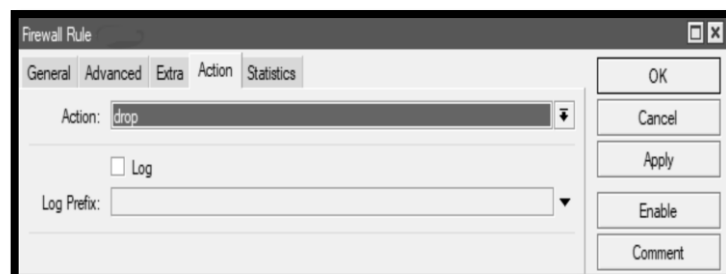 Firewall Rule
General Advanced Extra Action Statistics
OK
Action: drop
Cancel
Log
Apply
Log Prefix:
Enable
Comment